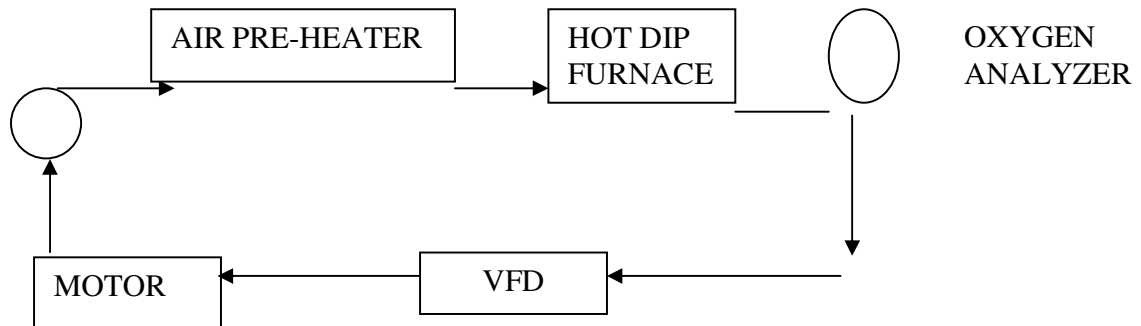 AIR PRE-HEATER
HOT DIP
FURNACE
OXYGEN
ANALYZER
MOTOR
VFD